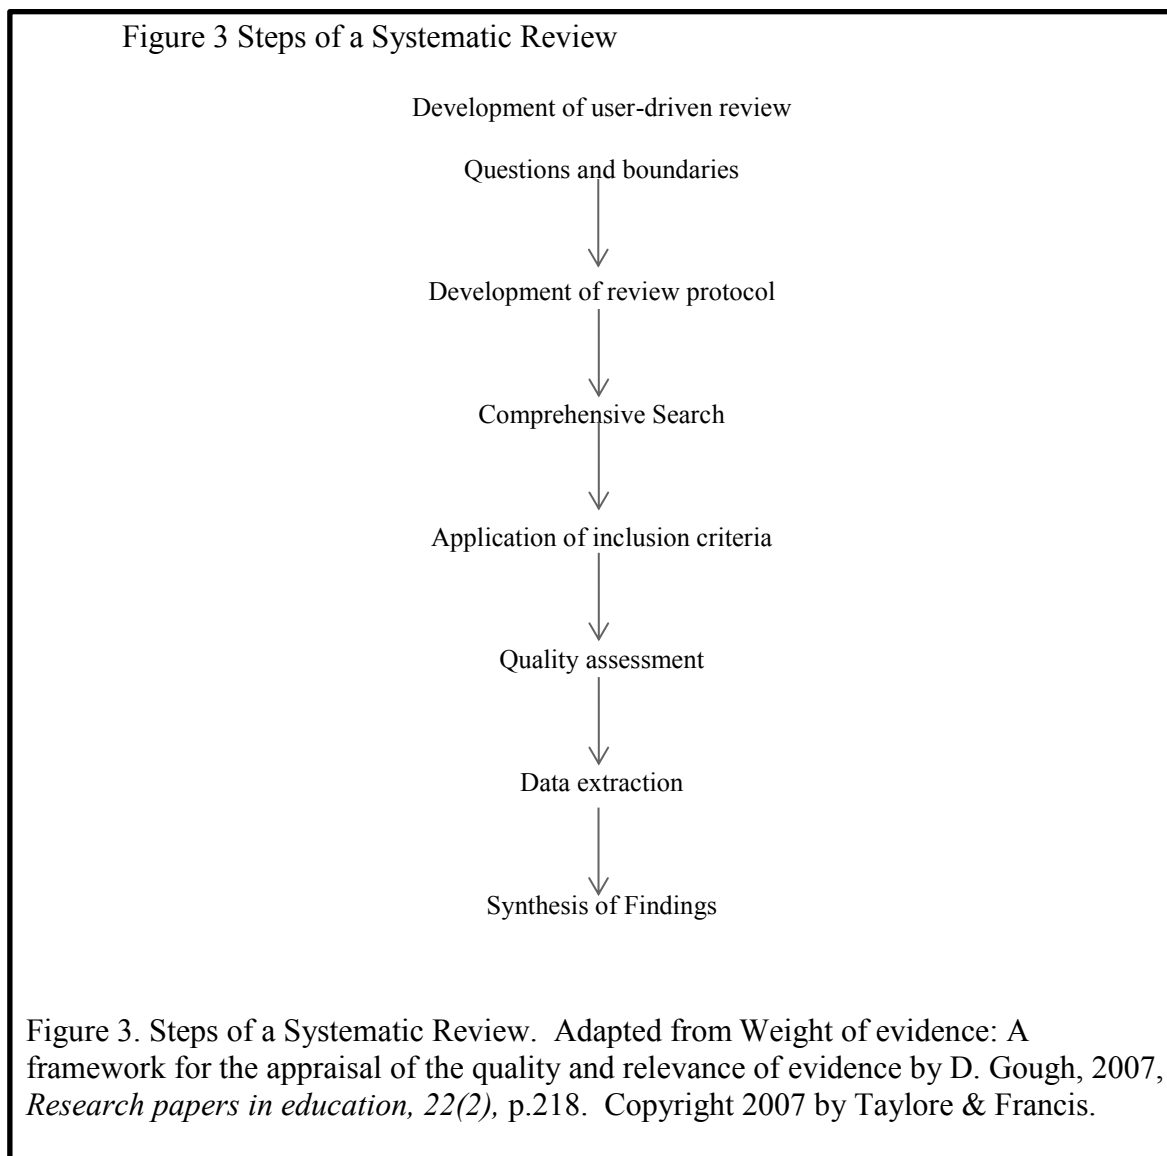 Figure 3 Steps of a Systematic Review
Development of user-driven review
Questions and boundaries
Development of review protocol
Comprehensive Search
Application of inclusion criteria
Quality assessment
Data extraction
Synthesis of Findings
Figure 3. Steps of a Systematic Review.  Adapted from Weight of evidence: A
framework for the appraisal of the quality and relevance of evidence by D. Gough, 2007,
Research papers in education, 22(2), p.218.  Copyright 2007 by Taylore & Francis.